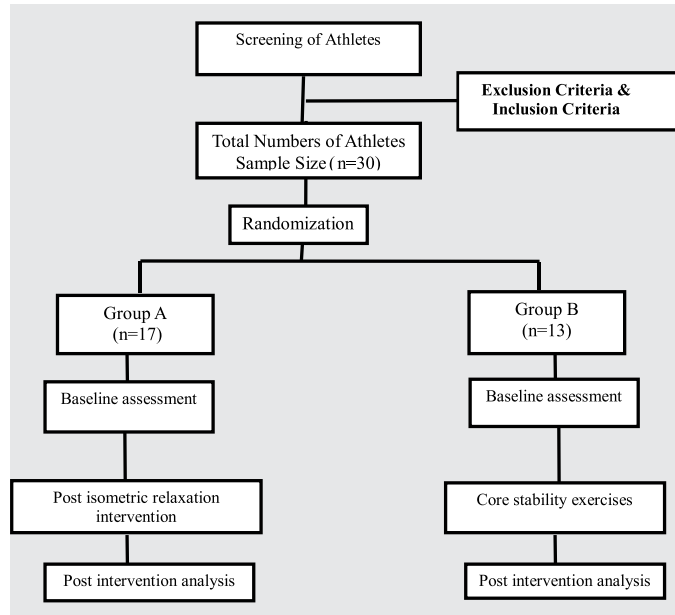 Screening of Athletes
Exclusion Criteria &
Inclusion Criteria
Total Numbers of Athletes
Sample Size (n=30)
Randomization
Group A
(n=17)
Group B
(n=13)
Baseline assessment
Baseline assessment
Post isometric relaxation
intervention
Core stability exercises
Post intervention analysis
Post intervention analysis